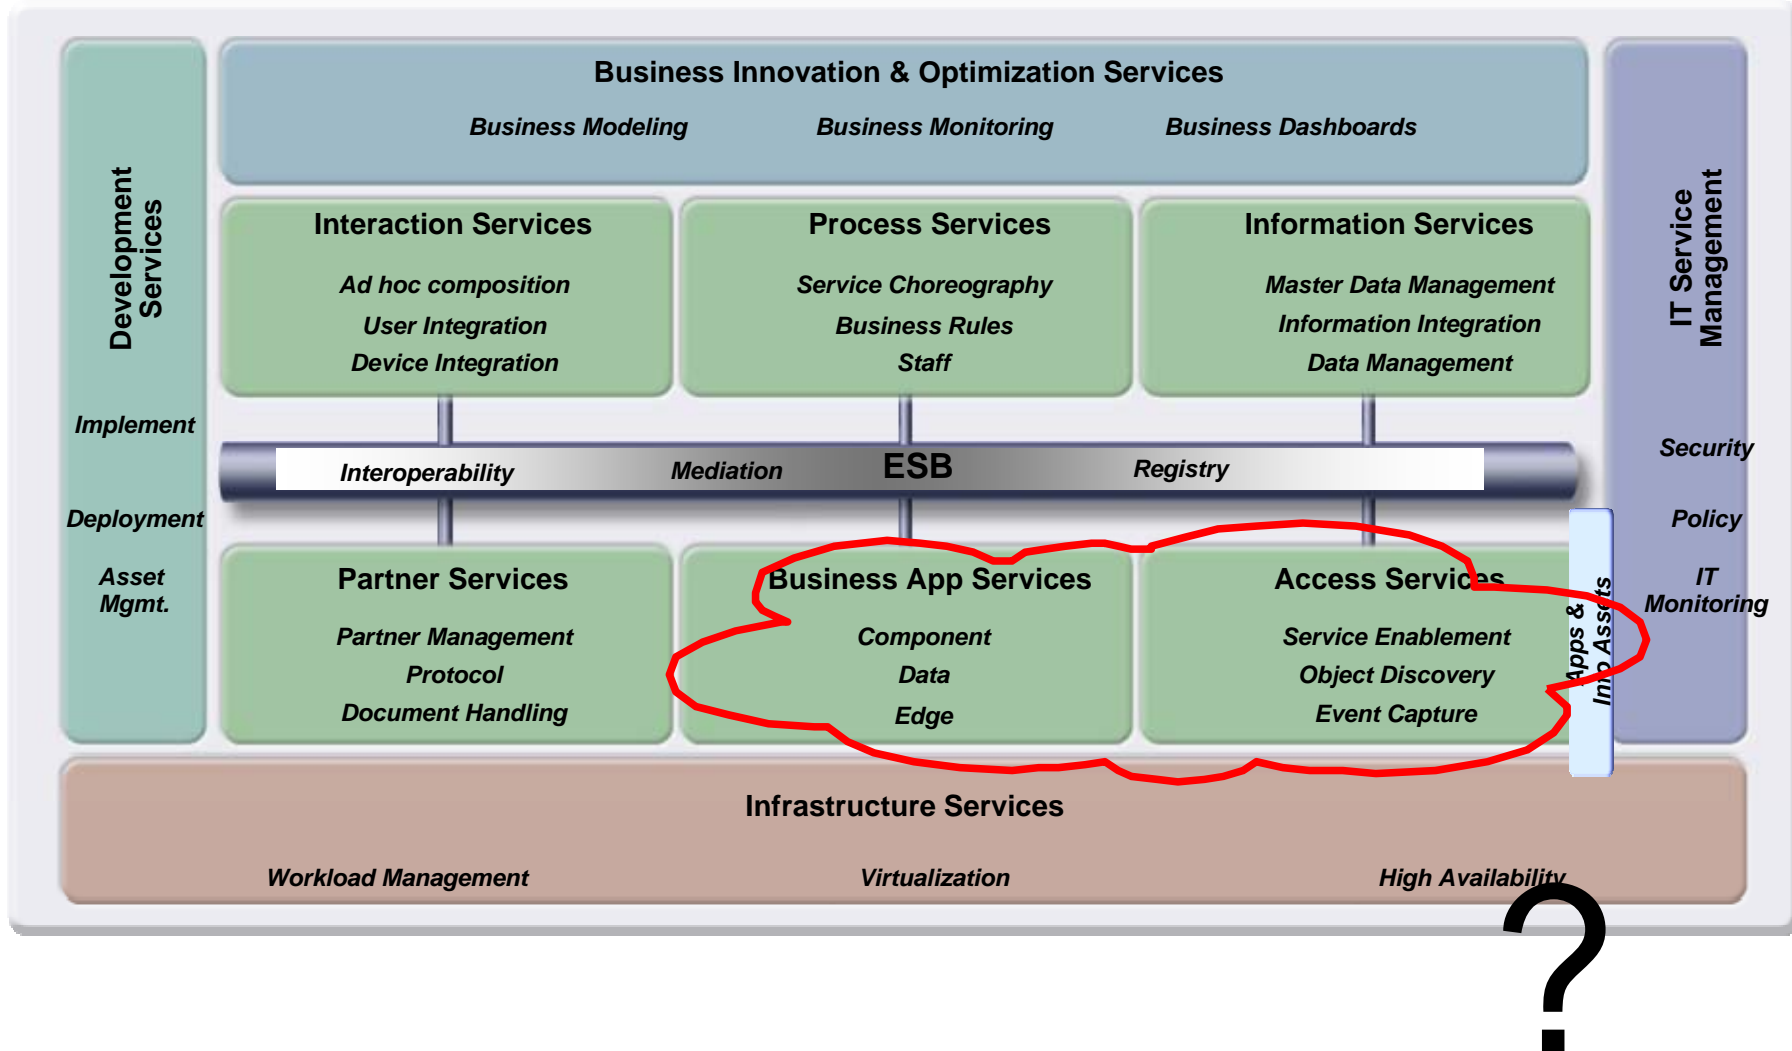 Business Innovation & Optimization Services
Business Modeling
Business Monitoring
Business Dashboards
Development
Services
Implement
Deployment
Asset
Mgmt.
Interaction Services
Ad hoc composition
User Integration
Device Integration
Process Services
Service Choreography
Business Rules
Staff
Information Services
Master Data Management
Information Integration
Data Management
IT Service
Management
Security
Policy
IT
Monitoring
Interoperability
Mediation
ESB
Registry
Partner Services
Partner Management
Protocol
Document Handling
Business App Services
Component
Data
Edge
Access Services
Service Enablement
Object Discovery
Event Capture
Apps &
Info Assets
Infrastructure Services
Workload Management
Virtualization
High Availability
?